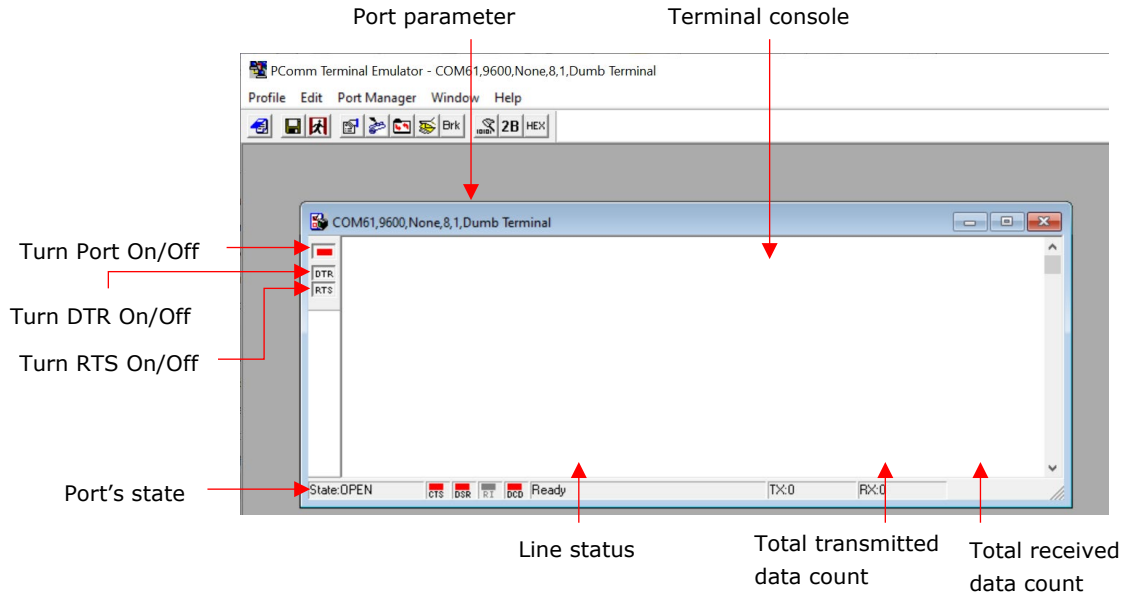 Port parameter
Terminal console
PComm Terminal Emulator - COM61,9600,None,8,1,Dumb Terminal
Profile Edit Port Manager Window Help
Brk 2B HEX
COM61,9600,None,8,1,Dumb Terminal
Turn Port On/Off
DTR
RTS
Turn DTR On/Off
Turn RTS On/Off
Port's state
State:OPEN CTS DSR RI DCD Ready TX:0 RX:0
Line status
Total transmitted
data count
Total received
data count